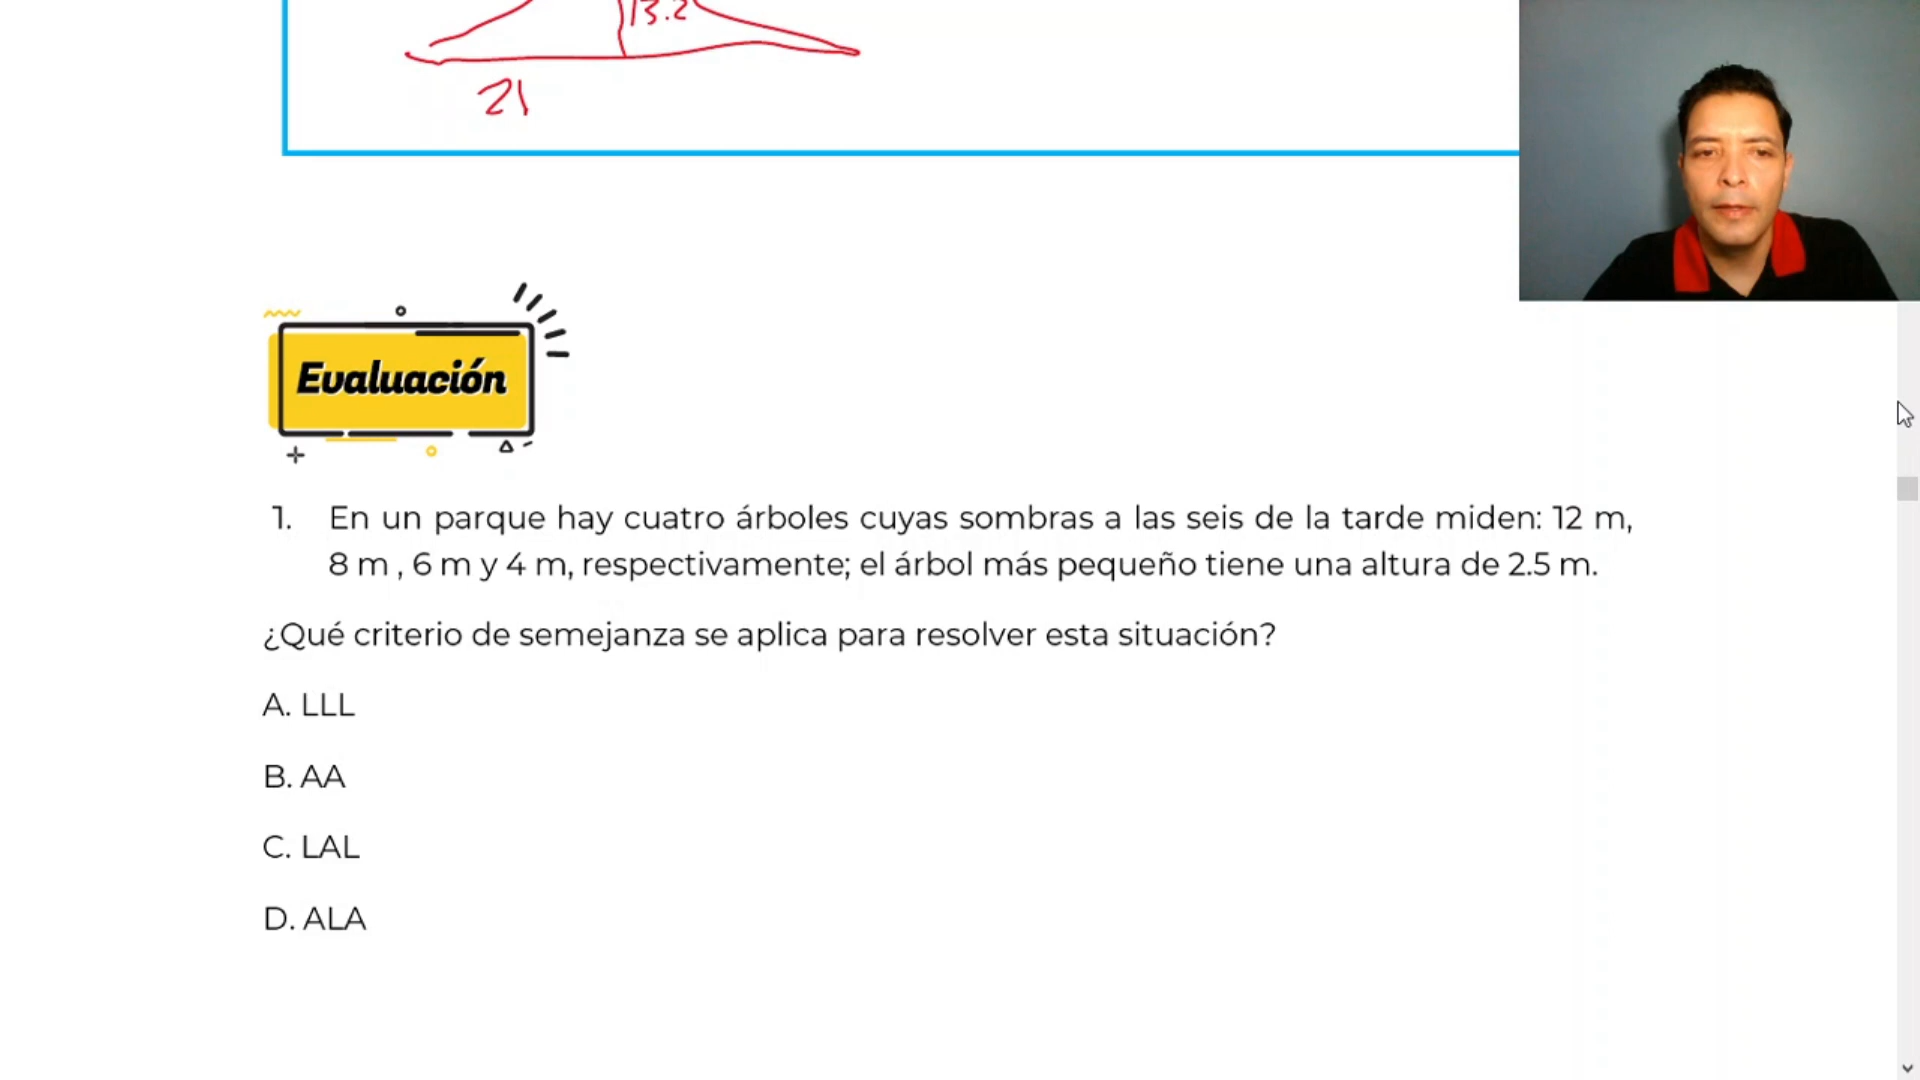 13.2
21
Evaluación
1. En un parque hay cuatro árboles cuyas sombras a las seis de la tarde miden: 12 m,
8 m , 6 m y 4 m, respectivamente; el árbol más pequeño tiene una altura de 2.5 m.
¿Qué criterio de semejanza se aplica para resolver esta situación?
A. LLL
B. AA
C. LAL
D. ALA